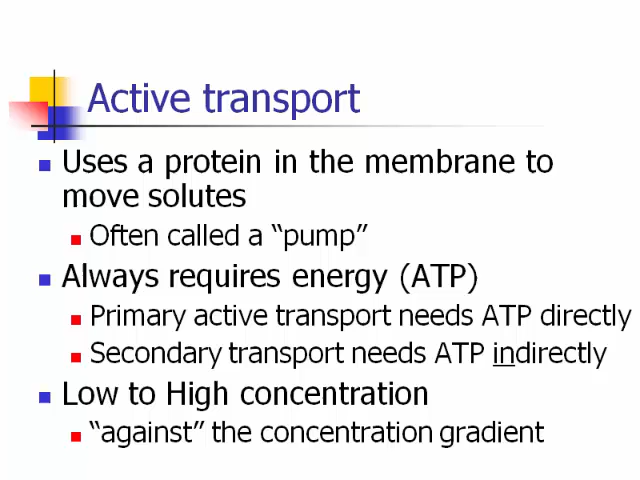 Active transport
Uses a protein in the membrane to
move solutes
Often called a “pump”
Always requires energy (ATP)
Primary active transport needs ATP directly
Secondary transport needs ATP indirectly
Low to High concentration
“against” the concentration gradient